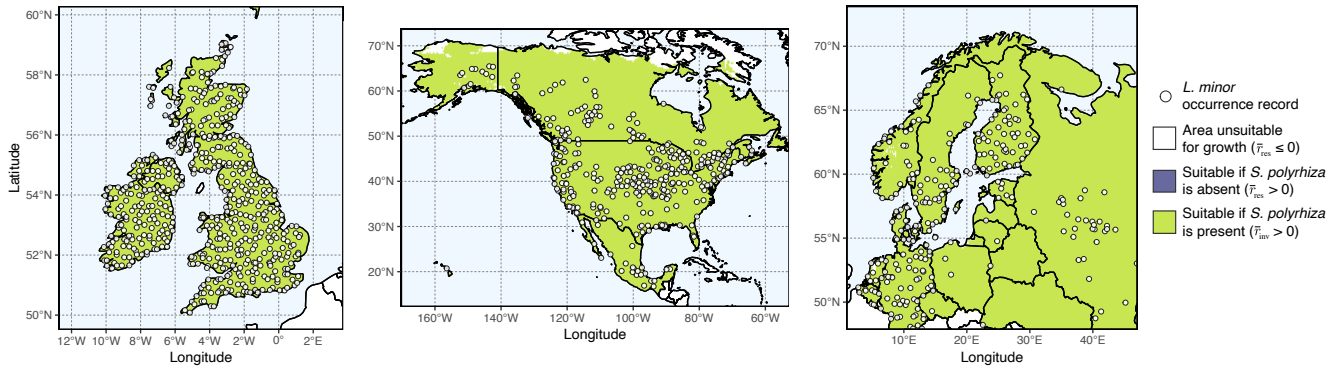 60°N
58°N
56°N
54°N
52°N
50°N
Latitude
12°W 10°W 8°W 6°W 4°W 2°W 0° 2°E
Longitude
70°N
60°N
50°N
40°N
30°N
20°N
160°W 140°W 120°W 100°W 80°W 60°W
Longitude
70°N
65°N
60°N
55°N
50°N
10°E 20°E 30°E 40°E
Longitude
L. minor
occurrence record
Area unsuitable
for growth (r̄res ≤ 0)
Suitable if S. polyrhiza
is absent (r̄res > 0)
Suitable if S. polyrhiza
is present (r̄inv > 0)